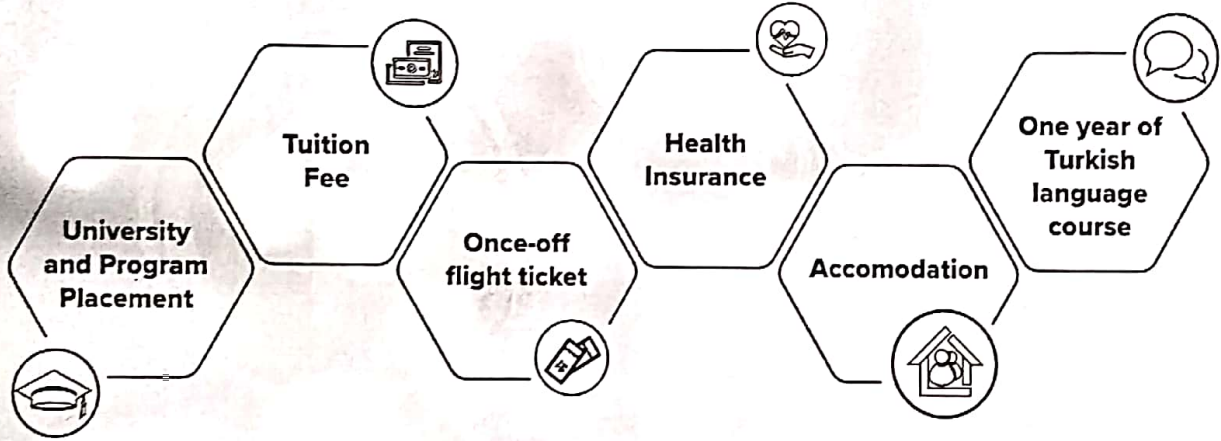 University
and Program
Placement
Tuition
Fee
Once-off
flight ticket
Health
Insurance
Accomodation
One year of
Turkish
language
course